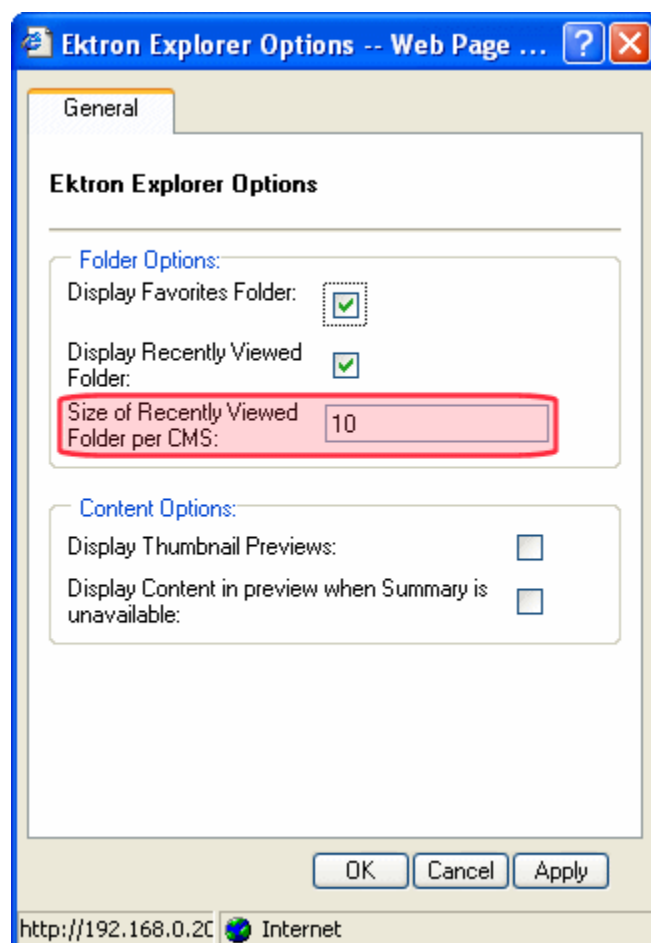 Ektron Explorer Options -- Web Page ...
General
Ektron Explorer Options
Folder Options:
Display Favorites Folder:
Display Recently Viewed
Folder:
Size of Recently Viewed
Folder per CMS:
10
Content Options:
Display Thumbnail Previews:
Display Content in preview when Summary is
unavailable:
OK Cancel Apply
http://192.168.0.20 Internet